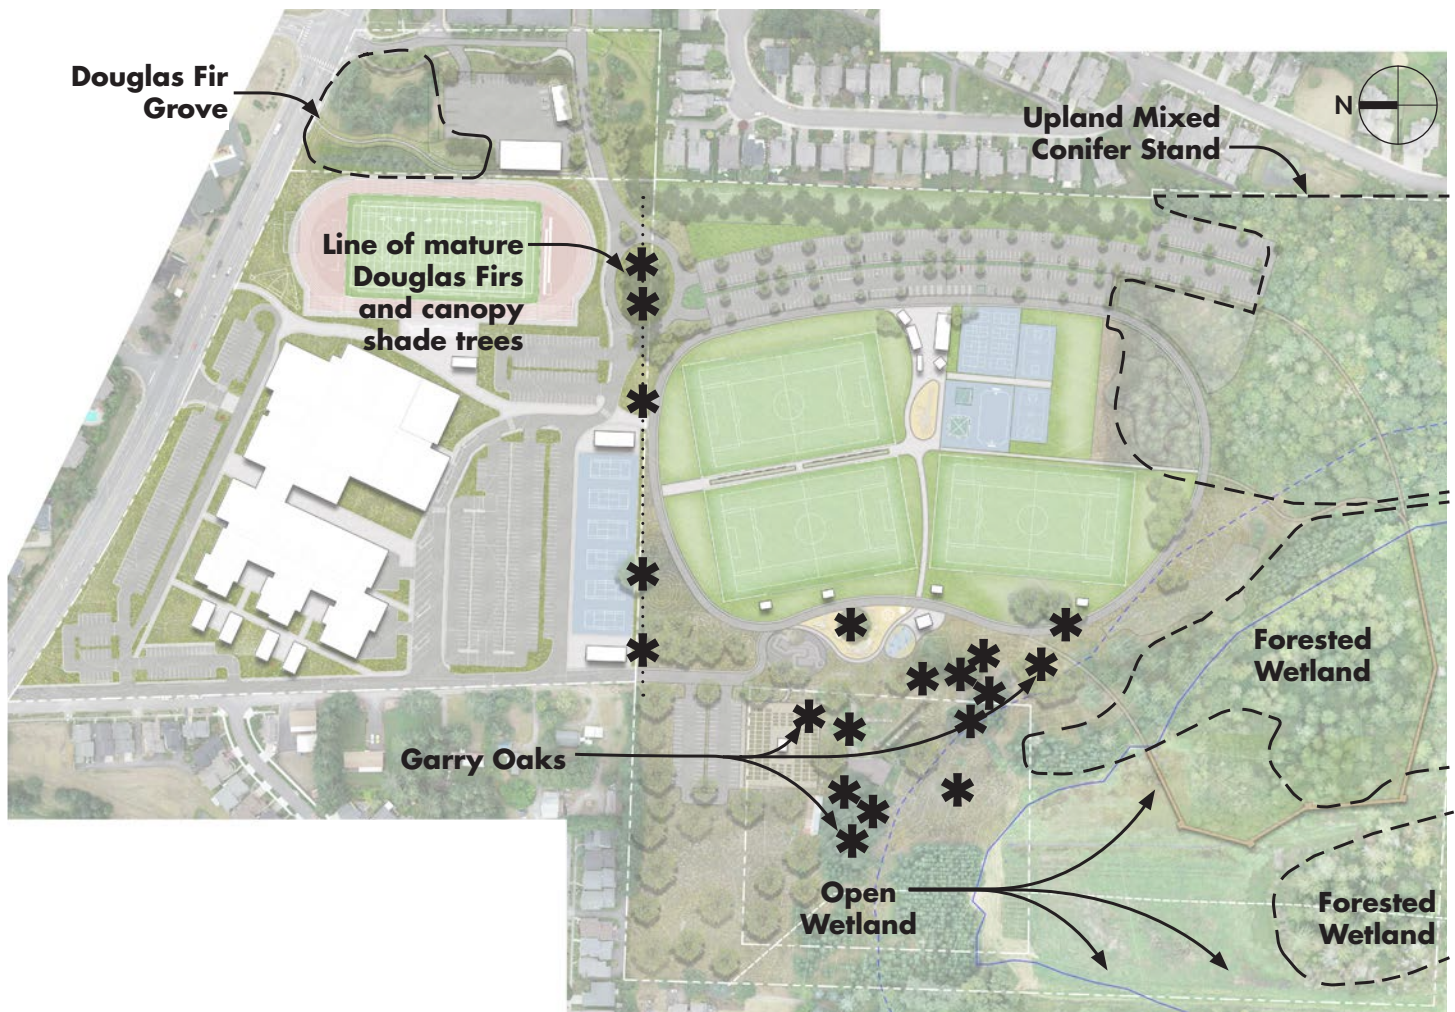 Douglas Fir
Grove
N
Upland Mixed
Conifer Stand
Line of mature
Douglas Firs
and canopy
shade trees
Forested
Wetland
Garry Oaks
Open
Wetland
Forested
Wetland